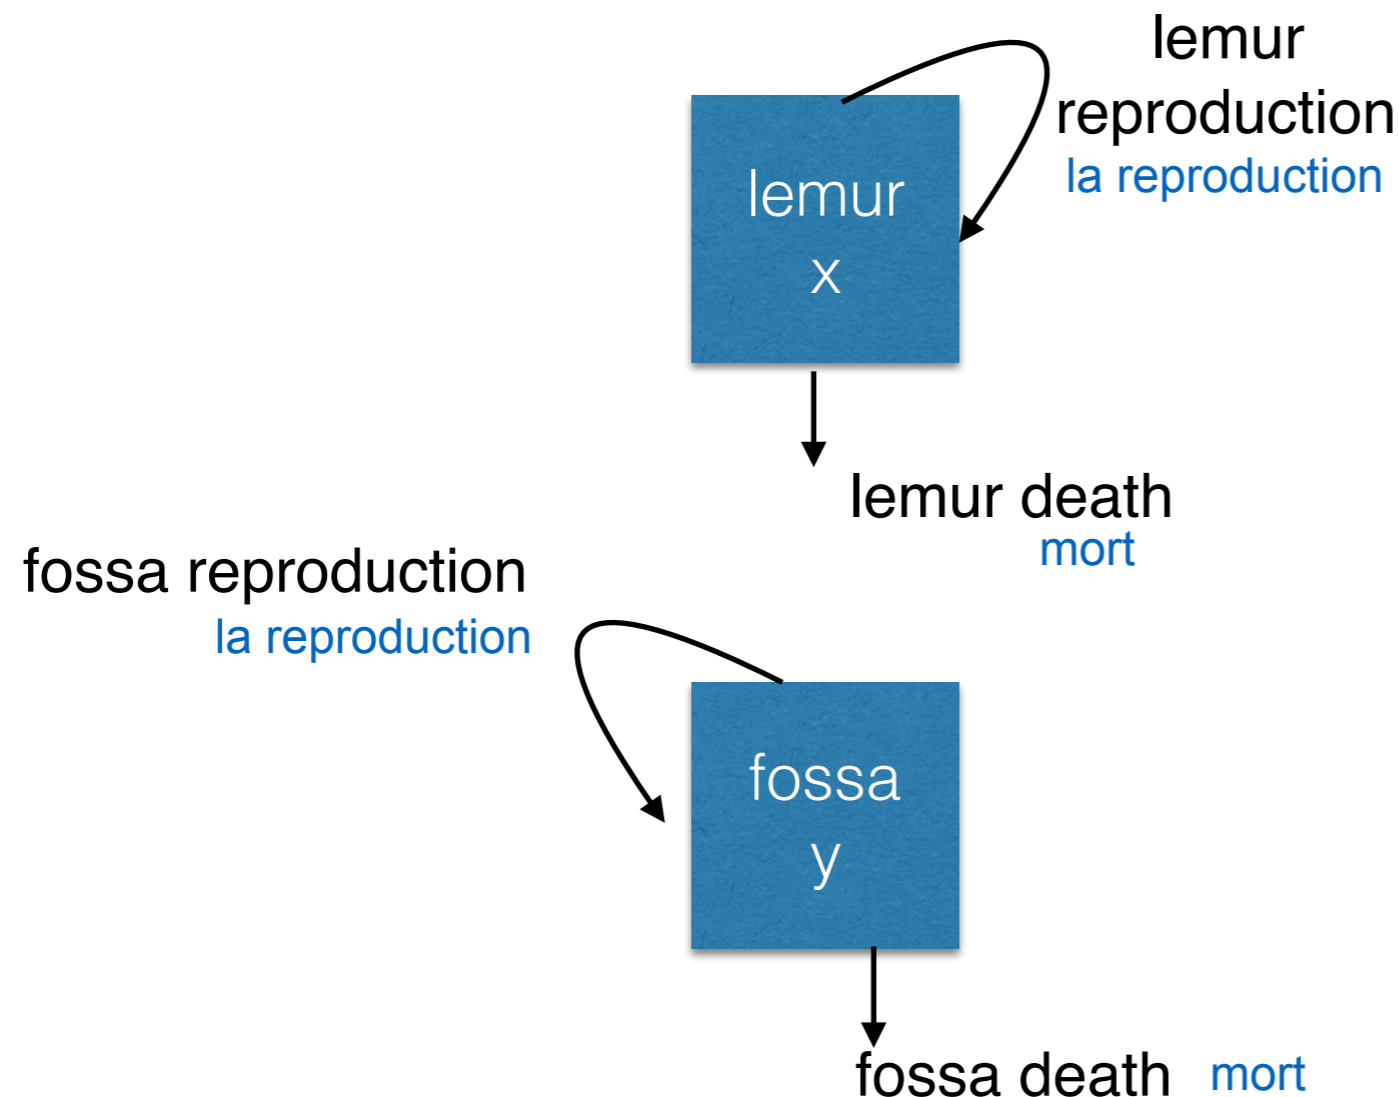 lemur
reproduction
la reproduction
lemur
x
lemur death
mort
fossa reproduction
la reproduction
fossa
y
fossa death mort